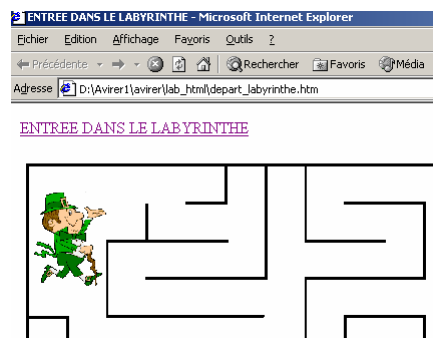 ENTREE DANS LE LABYRINTHE - Microsoft Internet Explorer
Fichier Edition Affichage Favoris Outils ?
Précédente Rechercher Favoris Média
Adresse D:\Avirer1\avirer\lab_html\depart_labyrinthe.htm
ENTREE DANS LE LABYRINTHE